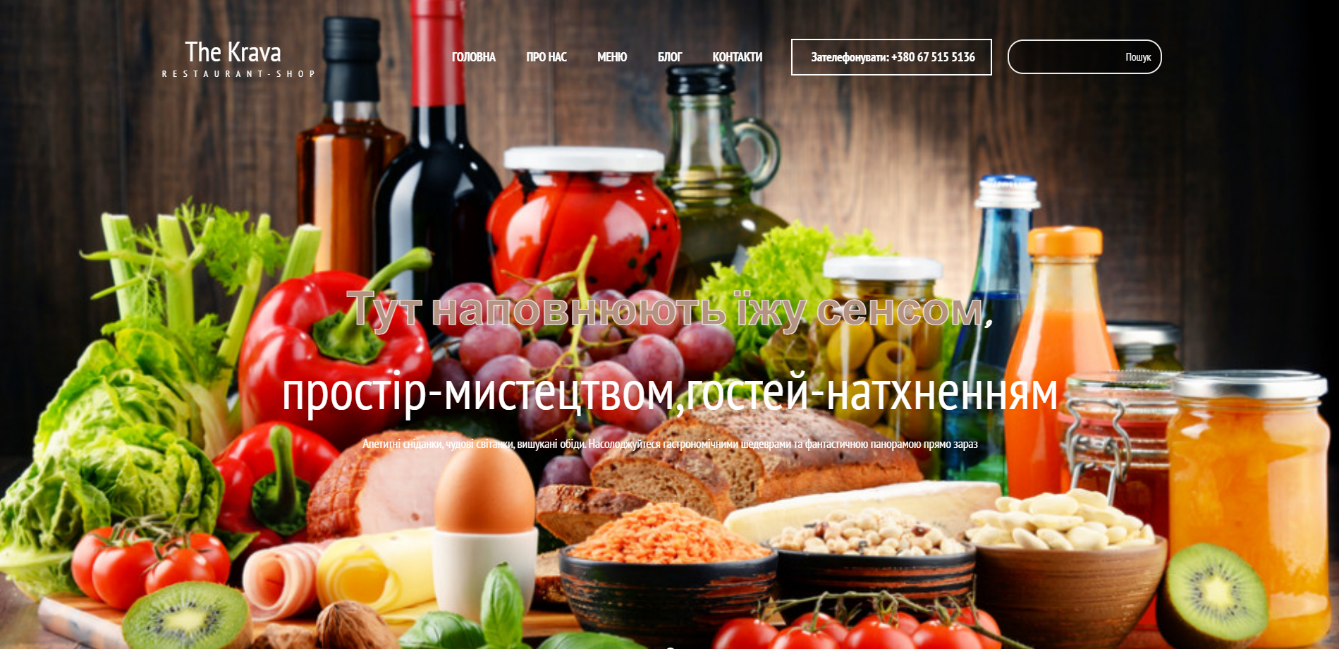 The Krava
RESTAURANT-SHOP
ГОЛОВНА ПРО НАС МЕНЮ БЛОГ КОНТАКТИ Зателефонувати: +380 67 515 5136 Пошук
Тут наповнюють їжу сенсом,
простір-мистецтвом,гостей-натхненням
Апетитні сніданки, чудові світанки, вишукані обіди. Насолоджуйтеся гастрономічними шедеврами та фантастичною панорамою прямо зараз